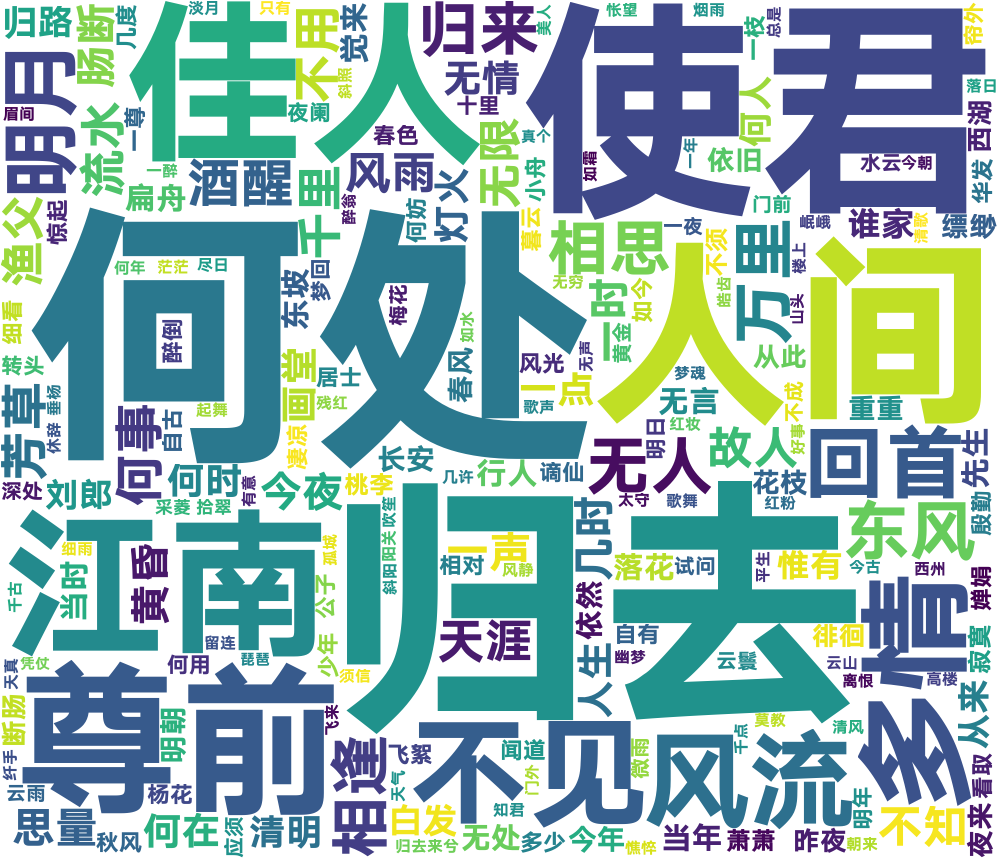 归路
肠断
几度
淡月
只有
佳人
不用
觉来
斜照
归来
美人
怅望
烟雨
使君
一枝
总是
帘外
落日
明月
眉间
流水
一尊
夜阑
春色
无情
十里
真个
何人
西湖
一醉
扁舟
酒醒
千里
风雨
醉翁
灯火
无限
小舟
如霜
一年
依旧
水云
今朝
华发
渔父
惊起
何妨
暮云
门前
一夜
岷峨
谁家
清歌
缥缈
何年
茫茫
尽日
东坡
梦回
相思
不须
万里
楼上
何处
人间
细看
醉倒
梅花
如水
无穷
一时
如今
黄金
皓齿
山头
转头
画堂
居士
春风
风光
无声
从此
芳草
垂杨
休辞
何事
自古
起舞
残红
歌声
一点
梦魂
无言
不成
重重
凄凉
长安
无人
明日
红妆
故人
好事
回首
先生
深处
刘郎
何时
有意
今夜
桃李
几许
行人
谪仙
太守
歌舞
花枝
红粉
殷勤
采菱
拾翠
吹笙
阳关
斜阳
江南
细雨
孤城
归去
相对
一声
风静
几时
落花
试问
平生
惟有
东风
今古
西州
婵娟
千古
当时
黄昏
公子
天涯
依然
自有
徘徊
多情
寂寞
天真
凭仗
留连
琵琶
何用
少年
须信
人生
幽梦
云鬓
云山
离恨
高楼
从来
断肠
尊前
飞来
纤手
明朝
相逢
飞絮
不见
闻道
微雨
风流
千点
莫教
清风
云雨
杨花
天气
门外
知君
明年
看取
夜来
思量
秋风
何在
应须
清明
白发
归去来兮
无处
多少
今年
憔悴
当年
萧萧
昨夜
朝来
不知